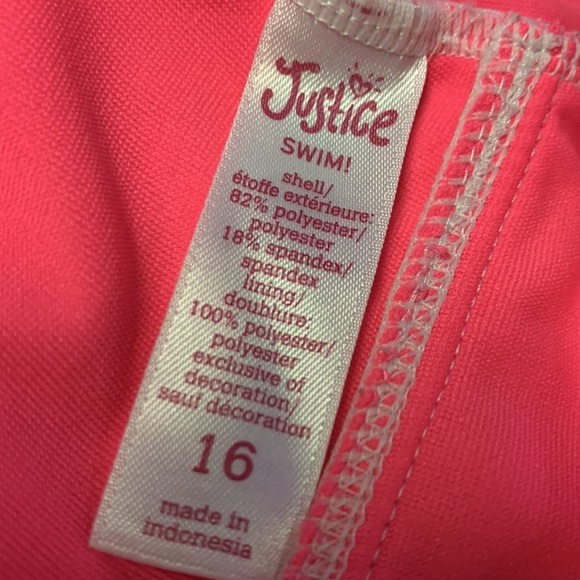 Justice
SWIM!
shell/
étoffe extérieure:
82% polyester/
polyester
18% spandex/
spandex
lining/
doublure:
100% polyester/
polyester
exclusive of
decoration/
sauf décoration
16
made in
indonesia